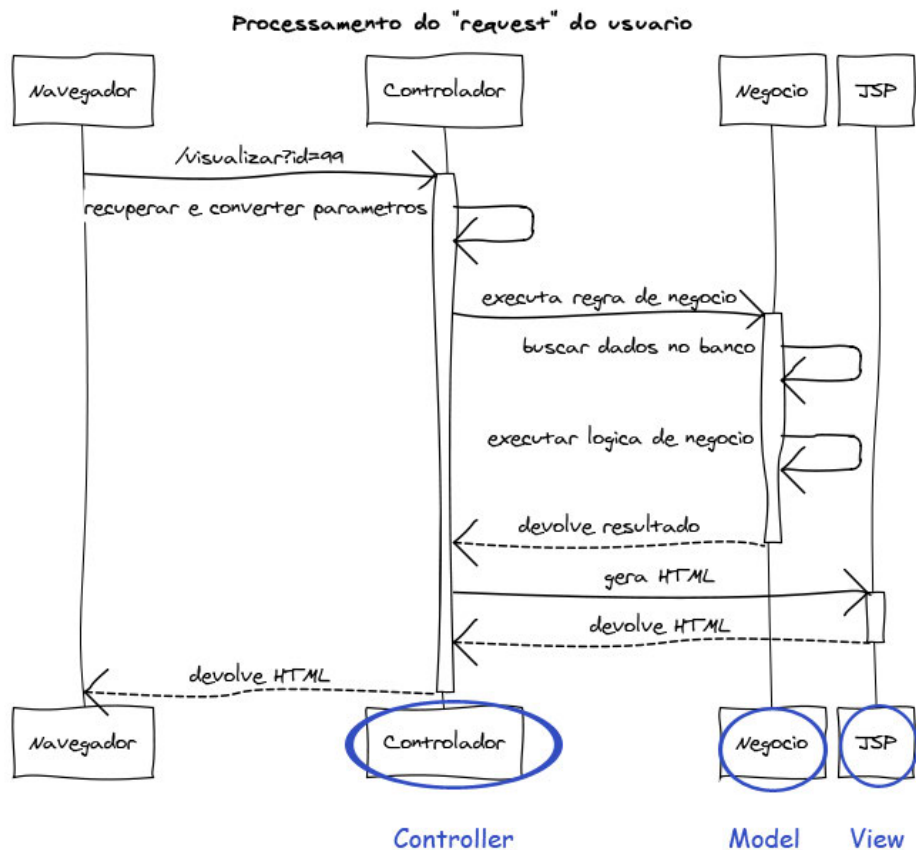 Processamento do "request" do usuario
Navegador
Controlador
Negocio
JSP
/visualizar?id=99
recuperar e converter parametros
executa regra de negocio
buscar dados no banco
executar logica de negocio
devolve resultado
gera HTML
devolve HTML
devolve HTML
Navegador
Controlador
Negocio
JSP
Controller
Model
View